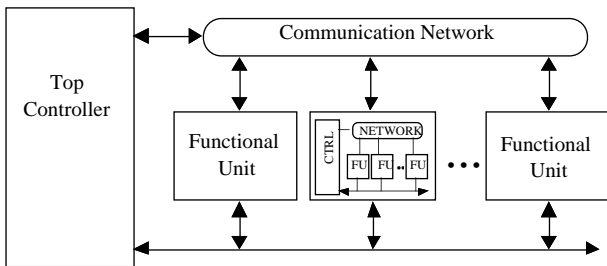 Communication Network
Top
Controller
Functional
Unit
CTRL
NETWORK
FU
FU
FU
Functional
Unit